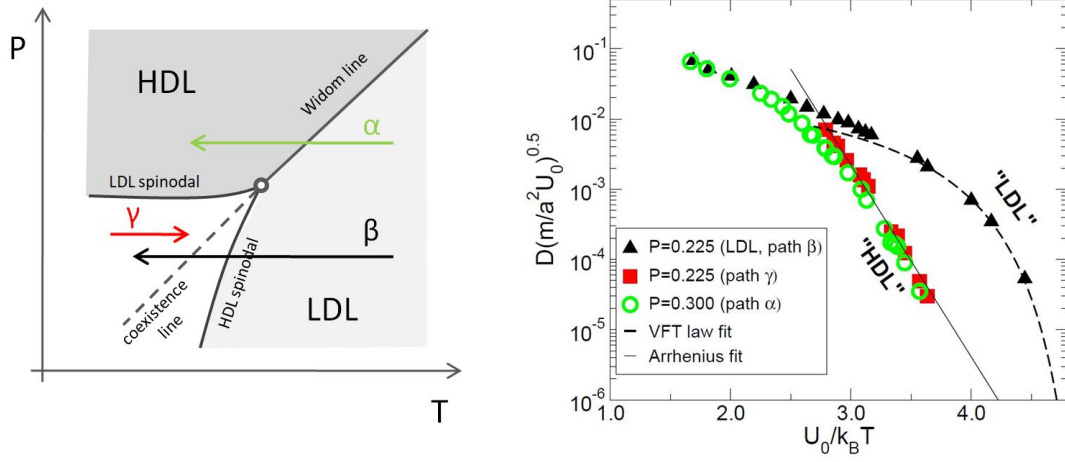 P
HDL
Widom line
α
LDL spinodal
γ
β
coexistence
line
HDL spinodal
LDL
T
D(m/a²U₀)⁰·⁵
10⁻¹
10⁻²
10⁻³
10⁻⁴
10⁻⁵
10⁻⁶
"LDL"
"HDL"
P=0.225 (LDL, path β)
P=0.225 (path γ)
P=0.300 (path α)
VFT law fit
Arrhenius fit
1.0 2.0 3.0 4.0
U₀/k_BT